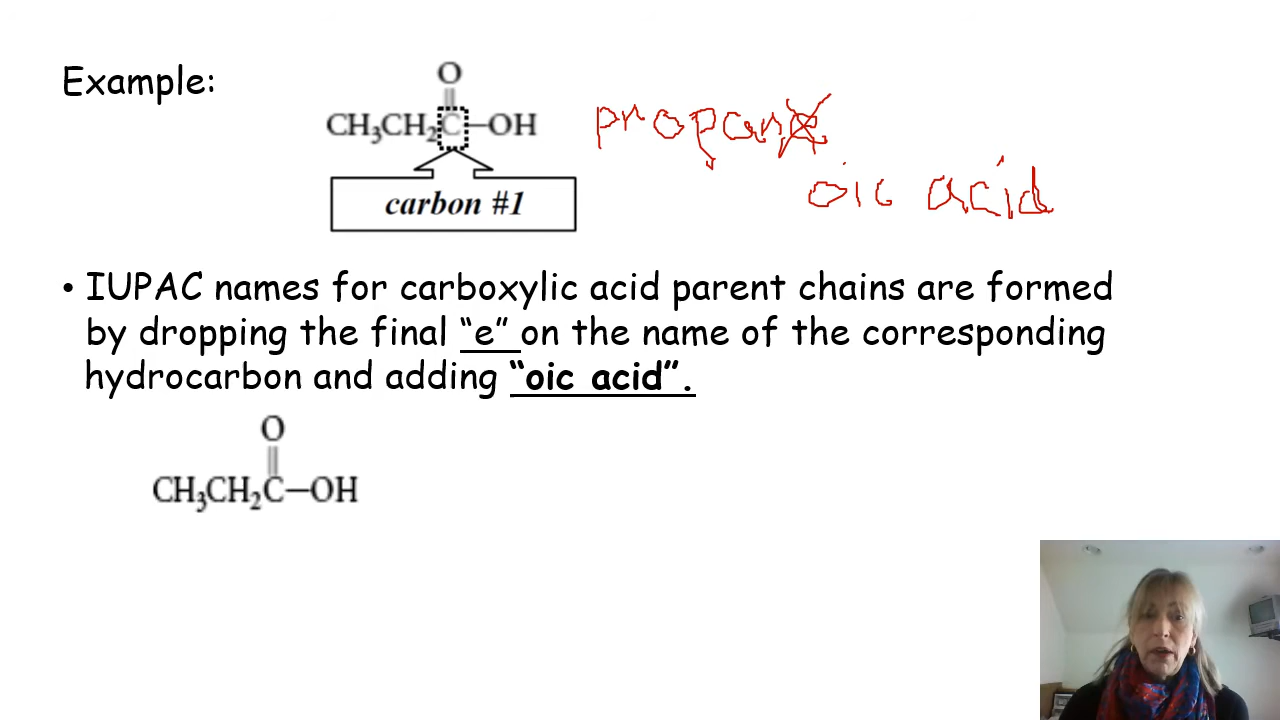 Example:
O
CH₃CH₂C–OH
carbon #1
propane
oic acid
• IUPAC names for carboxylic acid parent chains are formed
by dropping the final “e” on the name of the corresponding
hydrocarbon and adding “oic acid”.
O
CH₃CH₂C–OH